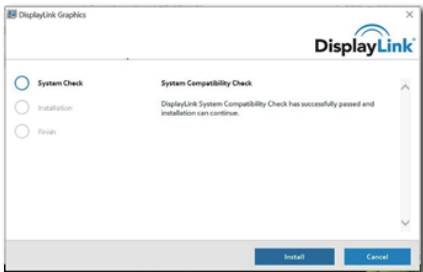 DisplayLink Graphics
DisplayLink
System Check
System Compatibility Check
DisplayLink System Compatibility Check has successfully passed and
installation can continue.
Installation
Finish
Install
Cancel